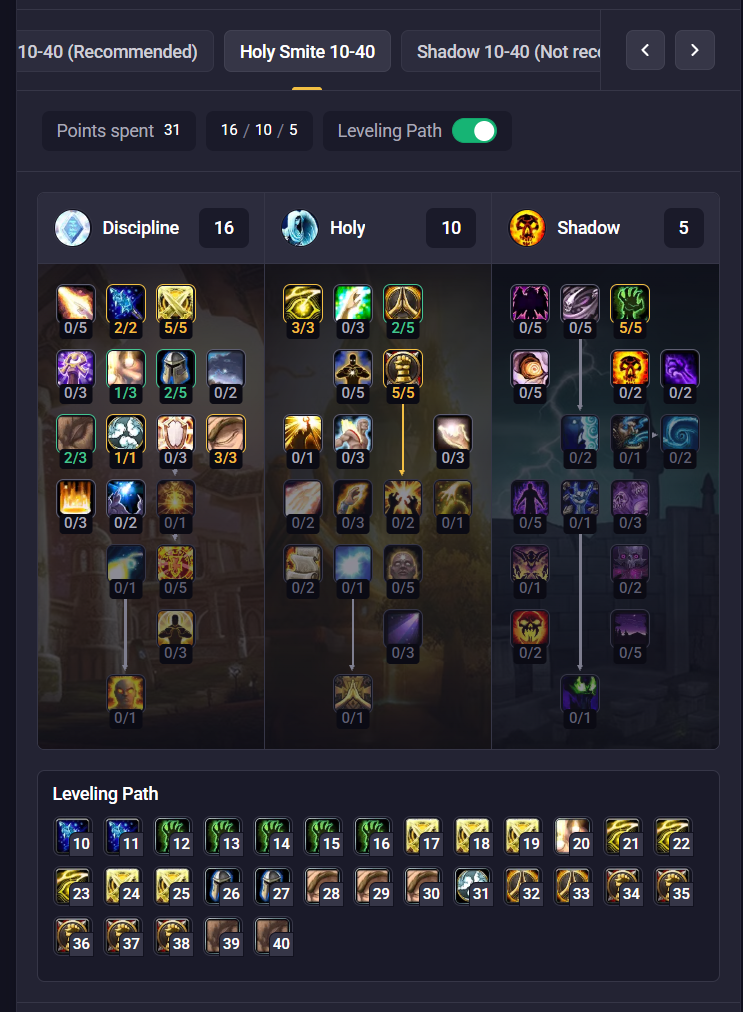 10-40 (Recommended) Holy Smite 10-40 Shadow 10-40 (Not rec
Points spent 31 16 / 10 / 5 Leveling Path
Discipline 16 Holy 10 Shadow 5
0/5 2/2 5/5 3/3 0/3 2/5 0/5 0/5 5/5
0/3 1/3 2/5 0/2 0/5 5/5 0/5 0/2 0/2
2/3 1/1 0/3 3/3 0/1 0/3 0/3 0/2 0/1 0/2
0/3 0/2 0/1 0/2 0/3 0/2 0/1 0/5 0/1 0/3
0/1 0/5 0/2 0/1 0/5 0/1 0/2
0/3 0/3 0/2 0/5
0/1 0/1 0/1
Leveling Path
10 11 12 13 14 15 16 17 18 19 20 21 22
23 24 25 26 27 28 29 30 31 32 33 34 35
36 37 38 39 40